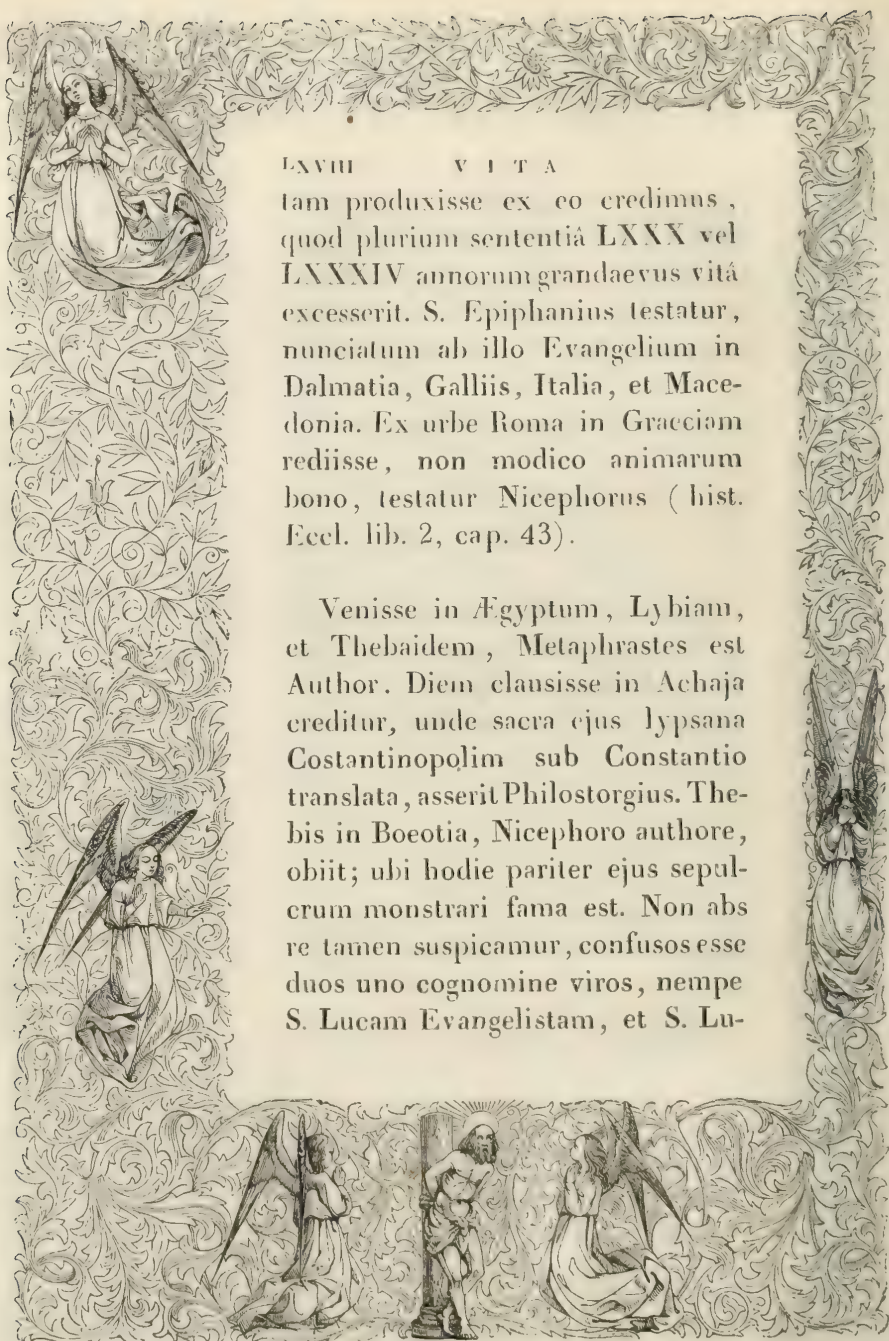 LXVIII VITA
tam produxisse ex eo credimus,
quod plurium sententiâ LXXX vel
LXXXIV annorum grandaevus vitâ
excesserit. S. Epiphanius testatur,
nunciatum ab illo Evangelium in
Dalmatia, Galliis, Italia, et Mace-
donia. Ex urbe Roma in Graeciam
rediisse, non modico animarum
bono, testatur Nicephorus (hist.
Eccl. lib. 2, cap. 43).
Venisse in Ægyptum, Lybiam,
et Thebaidem, Metaphrastes est
Author. Diem clausisse in Achaja
creditur, unde sacra ejus lypsana
Costantinopolim sub Constantio
translata, asserit Philostorgius. The-
bis in Boeotia, Nicephoro authore,
obiit; ubi hodie pariter ejus sepul-
crum monstrari fama est. Non abs
re tamen suspicamur, confusos esse
duos uno cognomine viros, nempe
S. Lucam Evangelistam, et S. Lu-